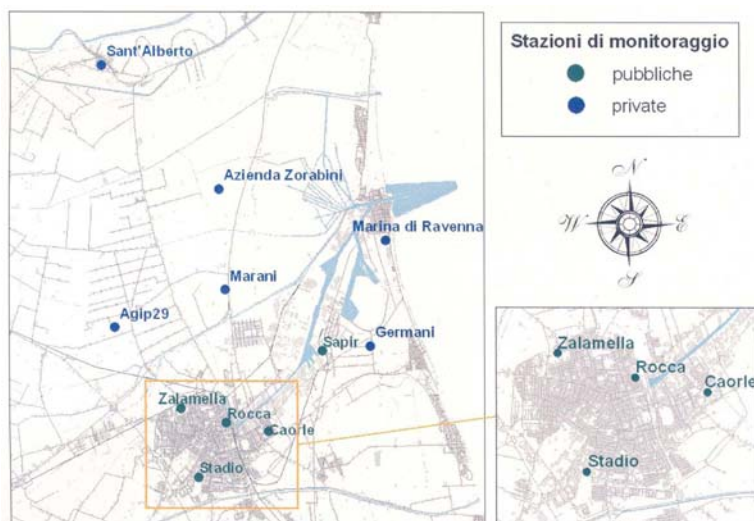 Sant'Alberto
Azienda Zorabini
Marina di Ravenna
Marani
Agip29
Sapir
Germani
Zalamella
Rocca
Caorle
Stadio
Stazioni di monitoraggio
pubbliche
private
N
W
E
S
Zalamella
Rocca
Caorle
Stadio